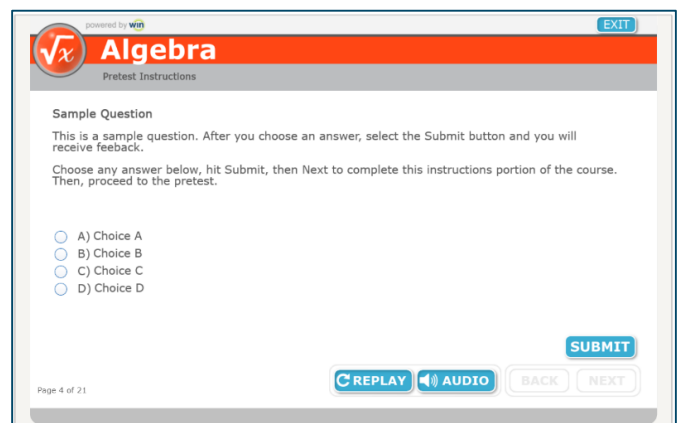 powered by win
EXIT
√x Algebra
Pretest Instructions
Sample Question
This is a sample question. After you choose an answer, select the Submit button and you will
receive feeback.
Choose any answer below, hit Submit, then Next to complete this instructions portion of the course.
Then, proceed to the pretest.
A) Choice A
B) Choice B
C) Choice C
D) Choice D
SUBMIT
Page 4 of 21
REPLAY AUDIO BACK NEXT